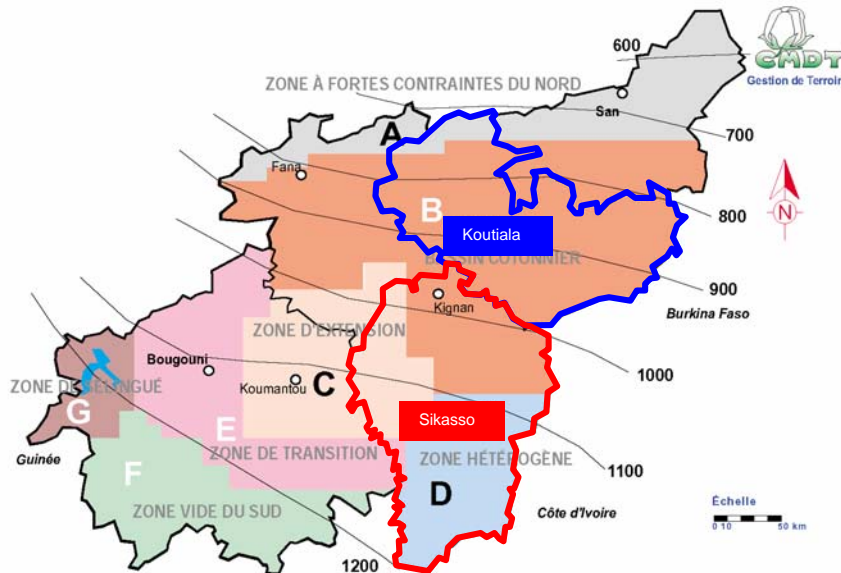 600
CMDT
Gestion de Terroir
ZONE À FORTES CONTRAINTES DU NORD
San
700
A
Fana
B
800
Koutiala
BASSIN COTONNIER
N
900
Kignan
Burkina Faso
ZONE D'EXTENSION
Bougouni
1000
ZONE DE SÉLINGUÉ
Koumantou
C
G
Sikasso
E
Guinée
ZONE DE TRANSITION
ZONE HÉTÉROGÈNE
1100
F
D
ZONE VIDE DU SUD
Côte d'Ivoire
Échelle
0 10 50 km
1200